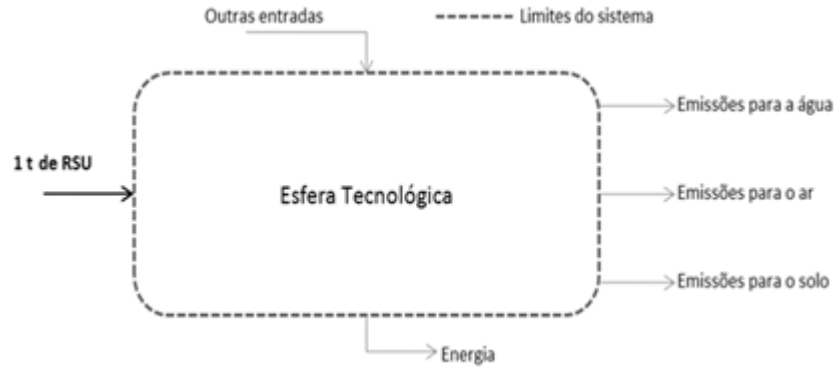 Outras entradas
Limites do sistema
Emissões para a água
1 t de RSU
Esfera Tecnológica
Emissões para o ar
Emissões para o solo
Energia